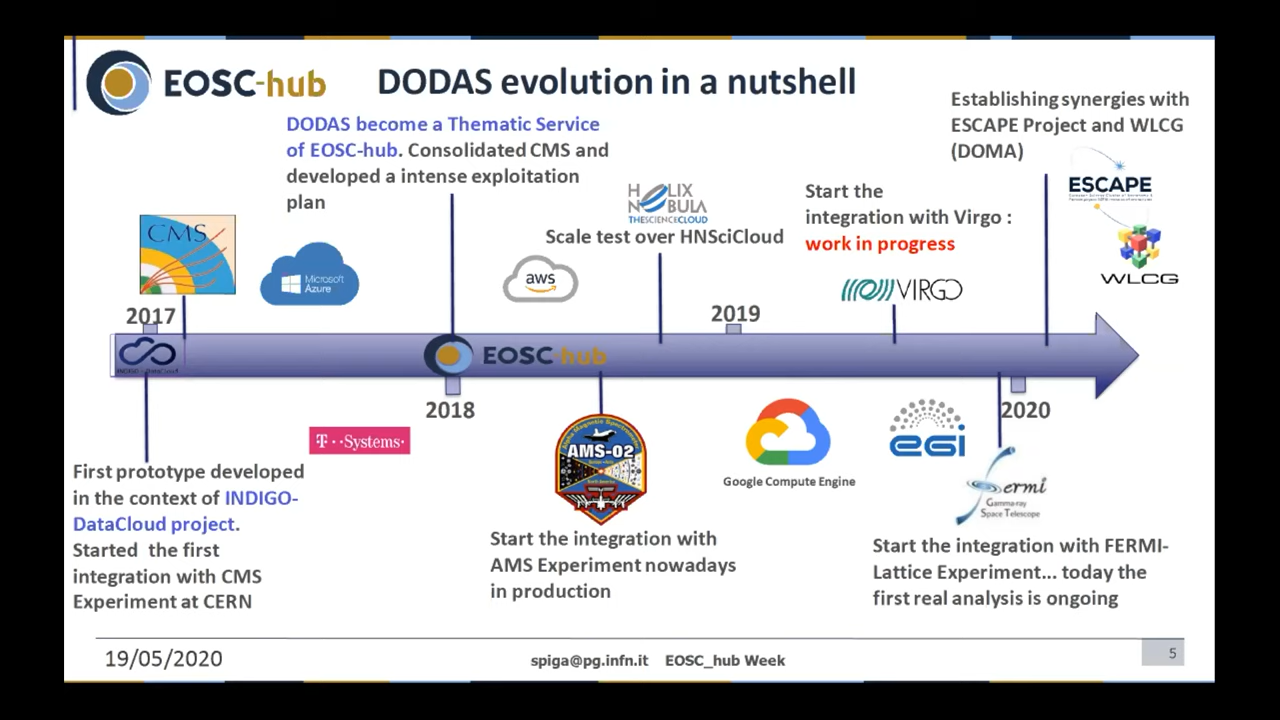 EOSC-hub
DODAS evolution in a nutshell
DODAS become a Thematic Service
of EOSC-hub. Consolidated CMS and
developed a intense exploitation
plan
Establishing synergies with
ESCAPE Project and WLCG
(DOMA)
ESCAPE
WLCG
Start the
integration with Virgo :
work in progress
VIRGO
HELIX
NEBULA
THESCIENCECLOUD
Scale test over HNSciCloud
CMS
Microsoft
Azure
aws
2017
2019
INDIGO - DataCloud
EOSC-hub
2018
2020
T··Systems·
First prototype developed
in the context of INDIGO-
DataCloud project.
Started the first
integration with CMS
Experiment at CERN
Alpha Magnetic Spectrometer
AMS-02
Start the integration with
AMS Experiment nowadays
in production
Google Compute Engine
egi
Fermi
Gamma-ray
Space Telescope
Start the integration with FERMI-
Lattice Experiment... today the
first real analysis is ongoing
19/05/2020
spiga@pg.infn.it EOSC_hub Week
5